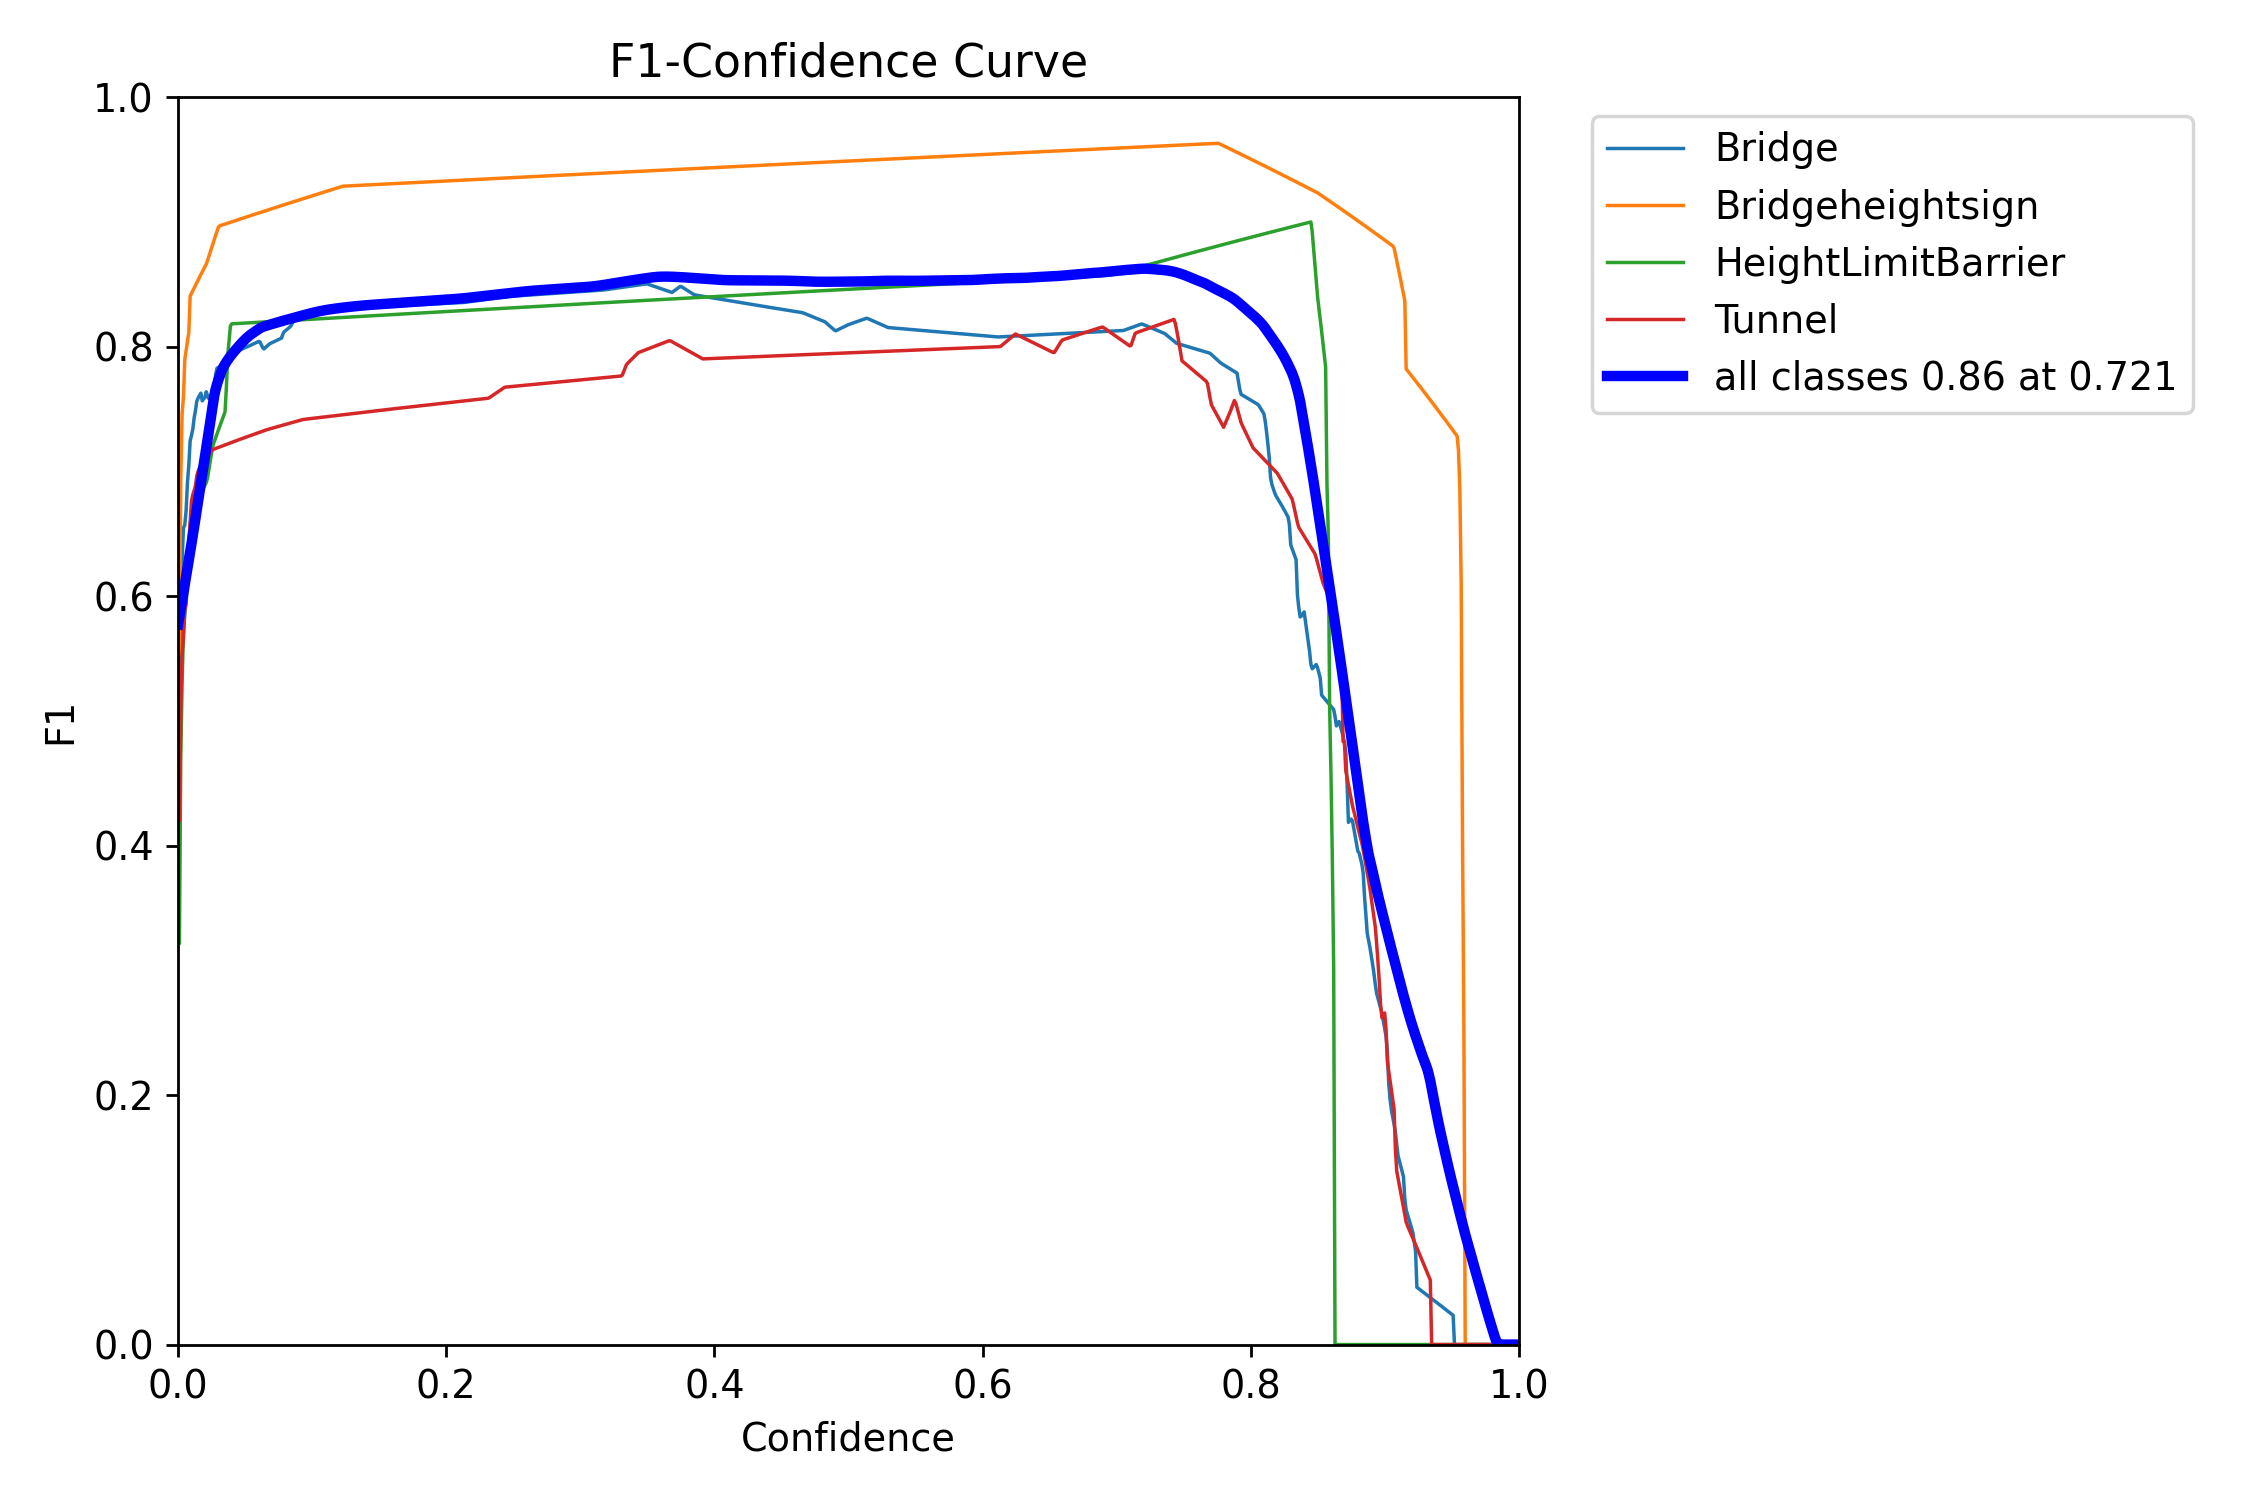 F1-Confidence Curve
1.0
0.8
0.6
0.4
0.2
0.0
F1
0.0 0.2 0.4 0.6 0.8 1.0
Confidence
Bridge
Bridgeheightsign
HeightLimitBarrier
Tunnel
all classes 0.86 at 0.721